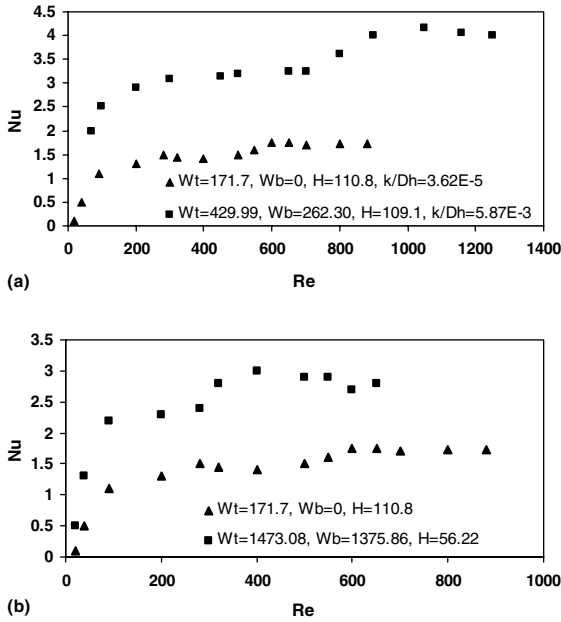 4.5
4
3.5
3
2.5
2
1.5
1
0.5
0
Nu
▲ Wt=171.7, Wb=0, H=110.8, k/Dh=3.62E-5
■ Wt=429.99, Wb=262.30, H=109.1, k/Dh=5.87E-3
0 200 400 600 800 1000 1200 1400
(a)
Re
3.5
3
2.5
2
1.5
1
0.5
0
Nu
▲ Wt=171.7, Wb=0, H=110.8
■ Wt=1473.08, Wb=1375.86, H=56.22
0 200 400 600 800 1000
(b)
Re